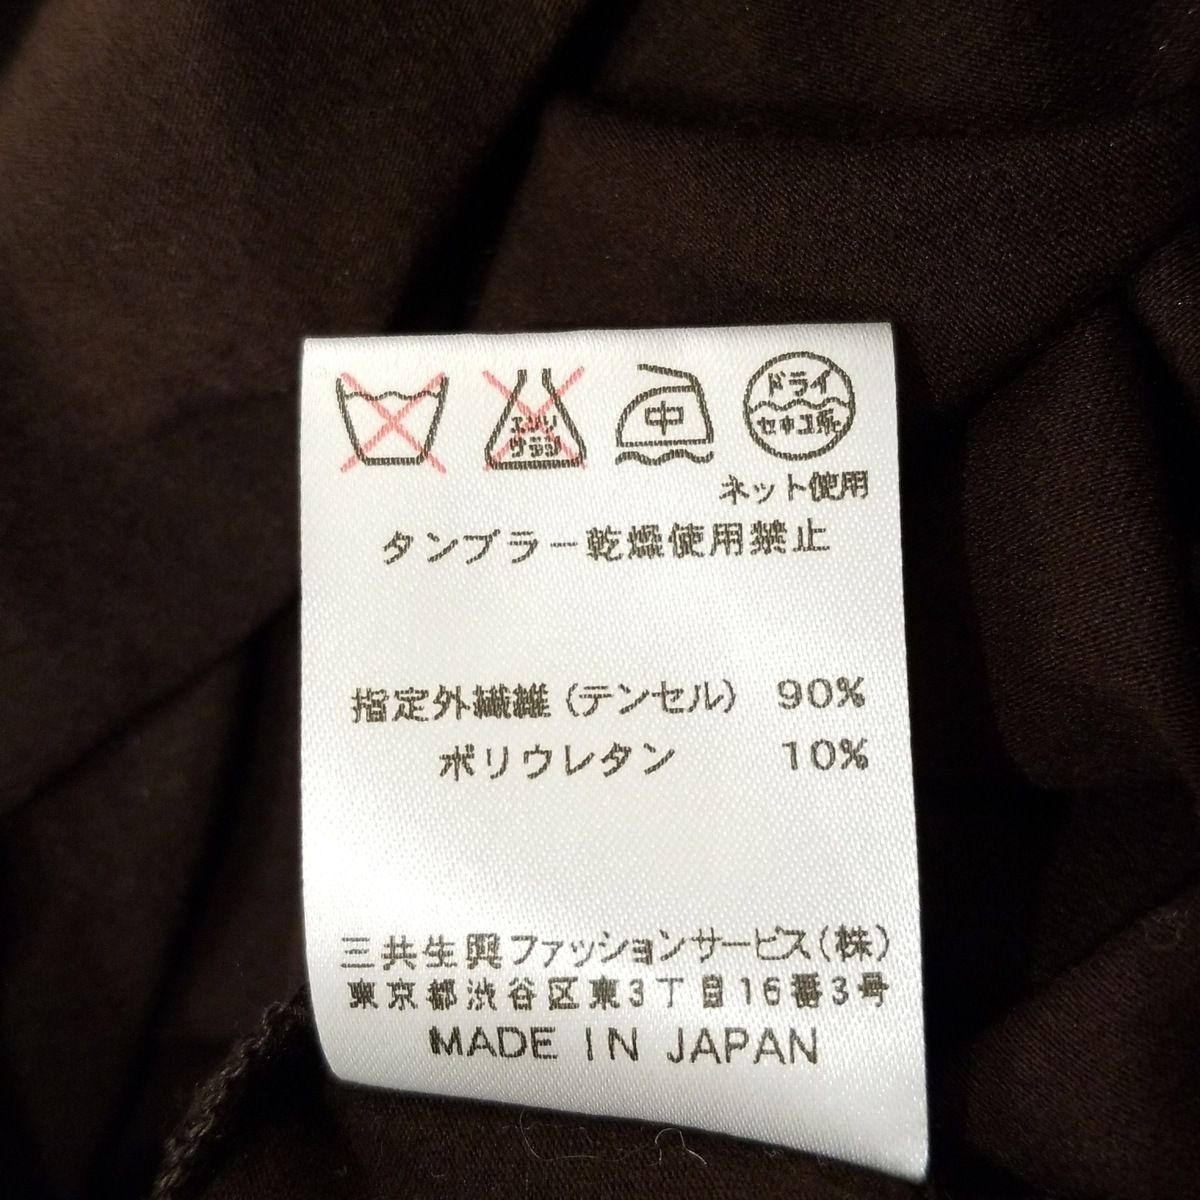 エンソ
サラシ
中
ドライ
セキユ系
ネット使用
タンブラー乾燥使用禁止
指定外繊維(テンセル) 90%
ポリウレタン 10%
三共生興ファッションサービス(株)
東京都渋谷区東3丁目16番3号
MADE IN JAPAN